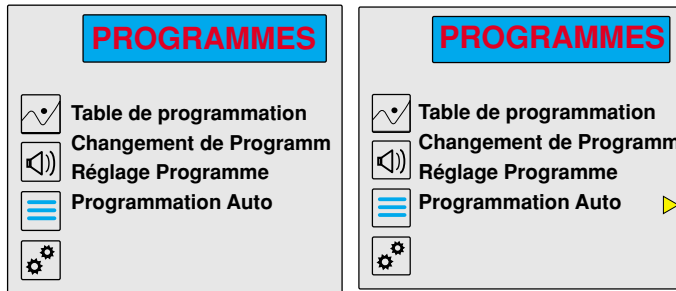 PROGRAMMES
Table de programmation
Changement de Programm
Réglage Programme
Programmation Auto
PROGRAMMES
Table de programmation
Changement de Programm
Réglage Programme
Programmation Auto